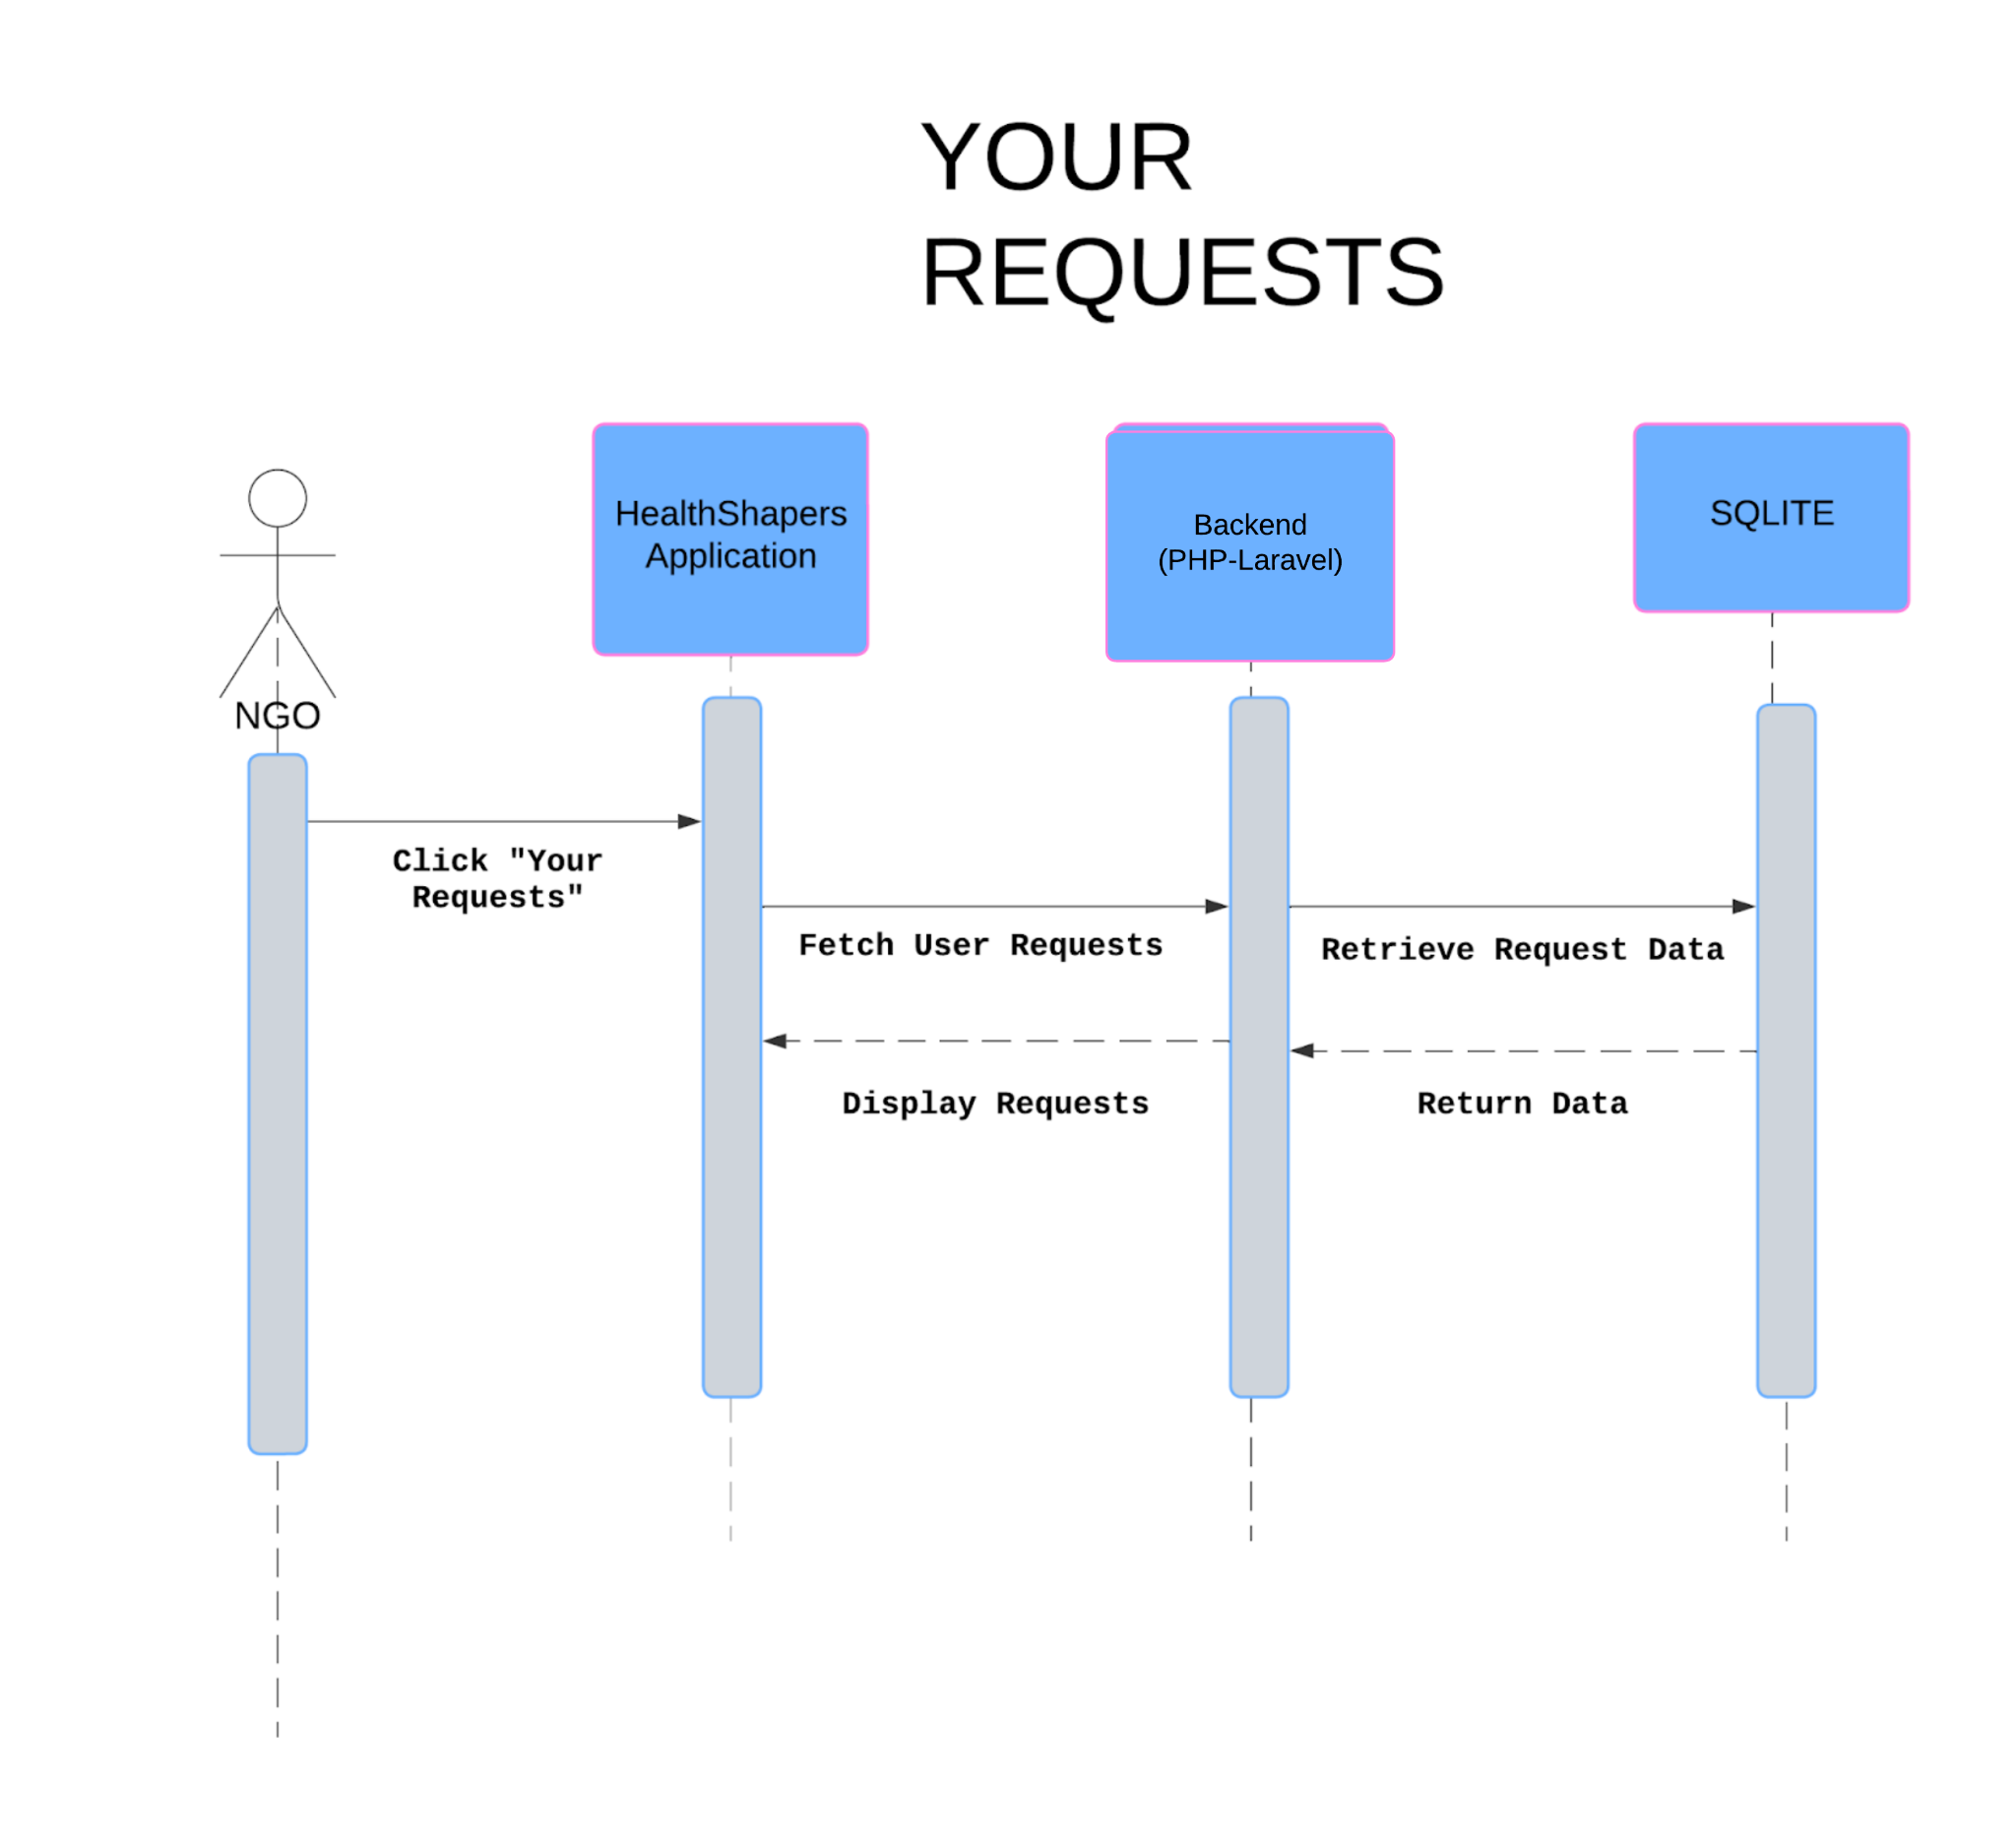 YOUR
REQUESTS
HealthShapers
Application
Backend
(PHP-Laravel)
SQLITE
NGO
Click "Your
Requests"
Fetch User Requests
Retrieve Request Data
Display Requests
Return Data